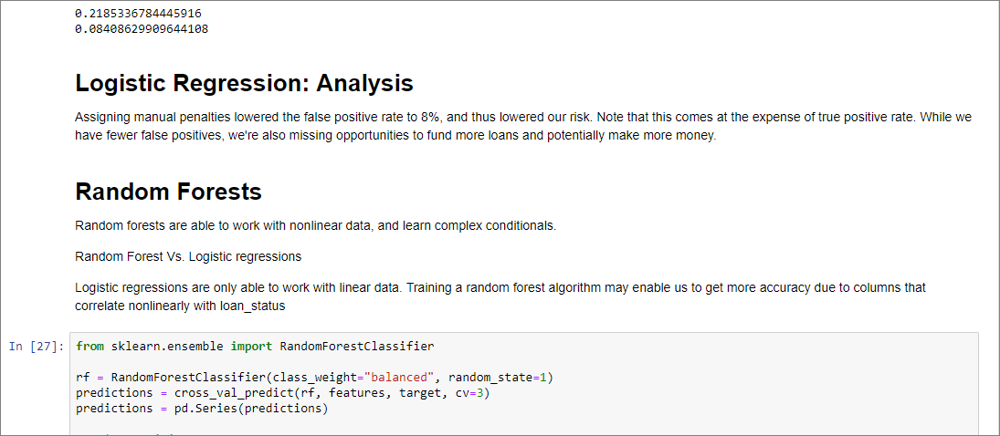 0.2185336784445916
0.08408629909644108
Logistic Regression: Analysis
Assigning manual penalties lowered the false positive rate to 8%, and thus lowered our risk. Note that this comes at the expense of true positive rate. While we
have fewer false positives, we're also missing opportunities to fund more loans and potentially make more money.
Random Forests
Random forests are able to work with nonlinear data, and learn complex conditionals.
Random Forest Vs. Logistic regressions
Logistic regressions are only able to work with linear data. Training a random forest algorithm may enable us to get more accuracy due to columns that
correlate nonlinearly with loan_status
In [27]: from sklearn.ensemble import RandomForestClassifier
rf = RandomForestClassifier(class_weight="balanced", random_state=1)
predictions = cross_val_predict(rf, features, target, cv=3)
predictions = pd.Series(predictions)